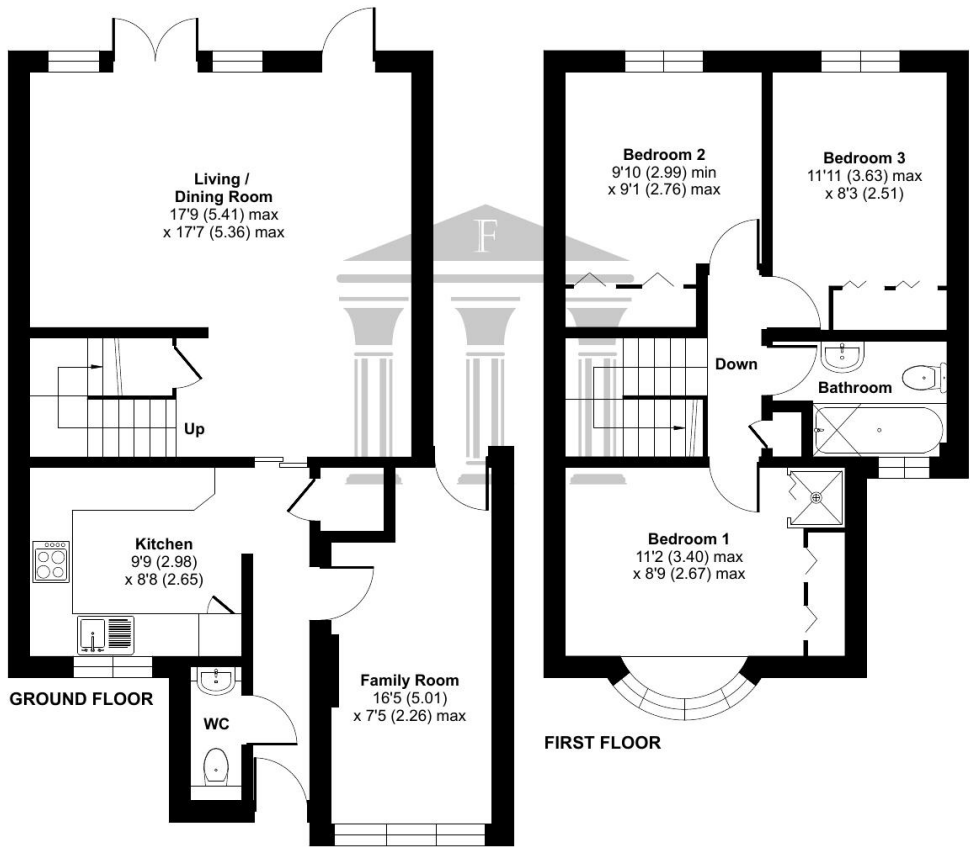 Living /
Dining Room
17'9 (5.41) max
x 17'7 (5.36) max
F
Up
Kitchen
9'9 (2.98)
x 8'8 (2.65)
Family Room
16'5 (5.01)
x 7'5 (2.26) max
WC
GROUND FLOOR
Bedroom 2
9'10 (2.99) min
x 9'1 (2.76) max
Bedroom 3
11'11 (3.63) max
x 8'3 (2.51)
Down
Bathroom
Bedroom 1
11'2 (3.40) max
x 8'9 (2.67) max
FIRST FLOOR